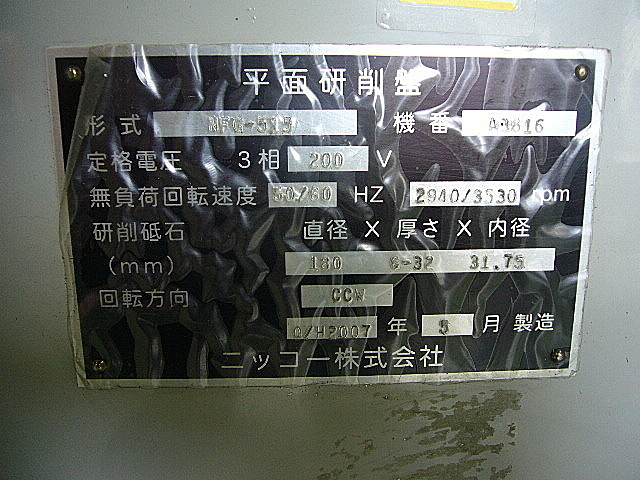 平面研削盤
形式 NFG-515 機番 A3616
定格電圧 3相 200 V
無負荷回転速度 50/60 HZ 2940/3530 rpm
研削砥石 直径 X 厚さ X 内径
(mm) 180 6-32 31.75
回転方向 CCW
年 5 月 製造
ニッコー株式会社